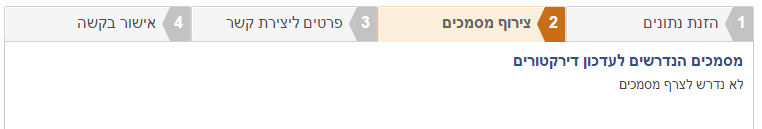 1 הזנת נתונים 2 צירוף מסמכים 3 פרטים ליצירת קשר 4 אישור בקשה
מסמכים הנדרשים לעדכון דירקטורים
לא נדרש לצרף מסמכים